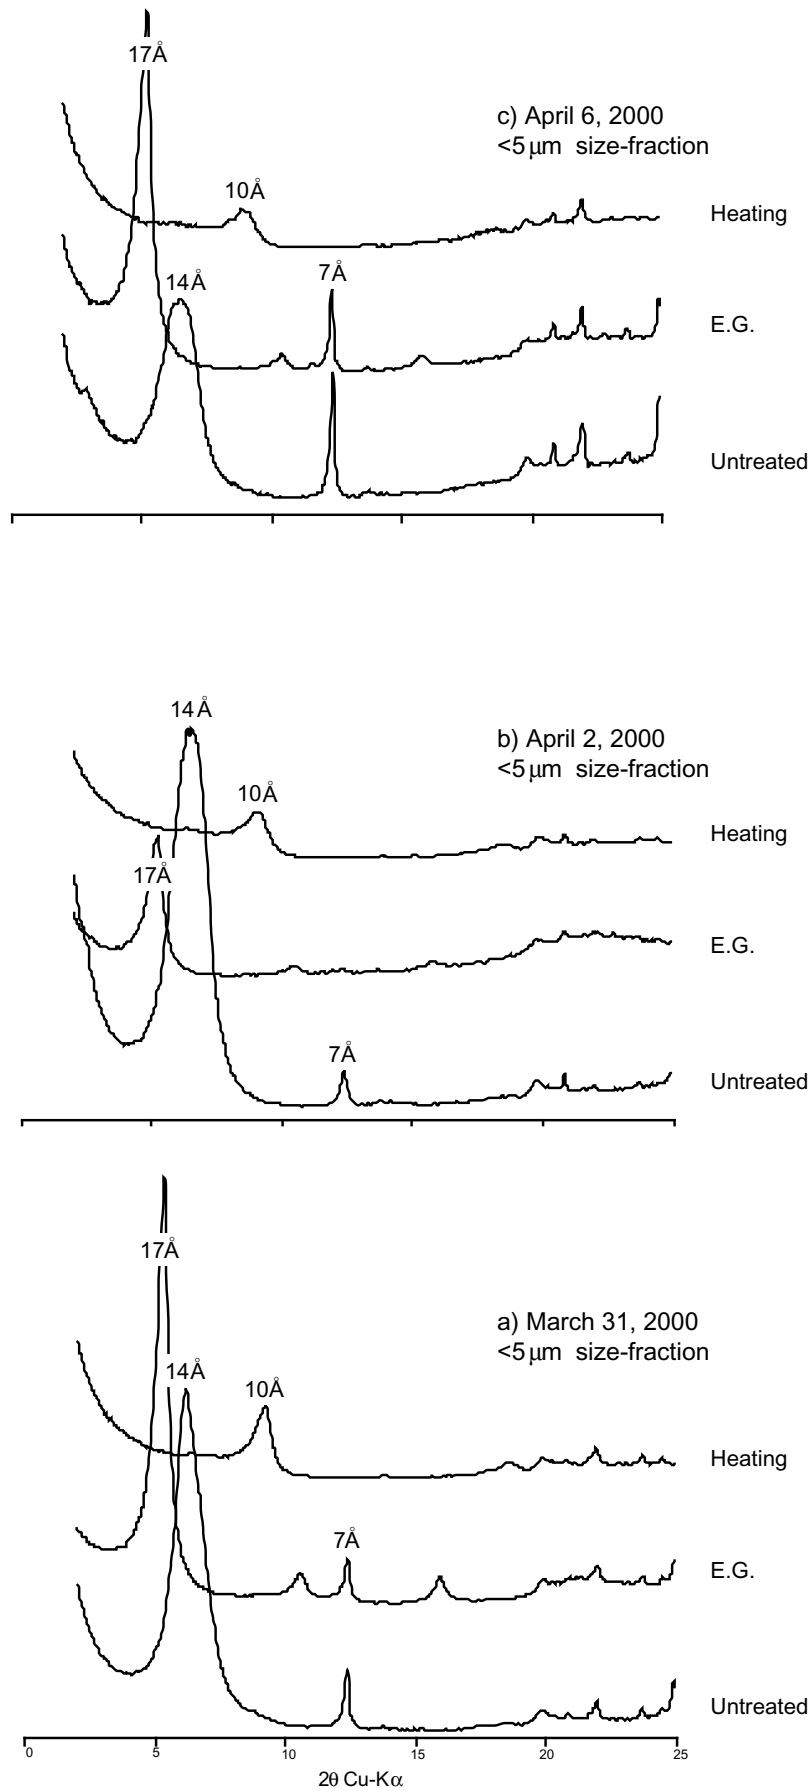 17Å
c) April 6, 2000
<5 µm size-fraction
10Å
Heating
14Å
7Å
E.G.
Untreated
14Å
b) April 2, 2000
<5 µm size-fraction
10Å
Heating
17Å
E.G.
7Å
Untreated
17Å
a) March 31, 2000
<5 µm size-fraction
14Å
10Å
Heating
7Å
E.G.
Untreated
0 5 10 15 20 25
2θ Cu-Kα